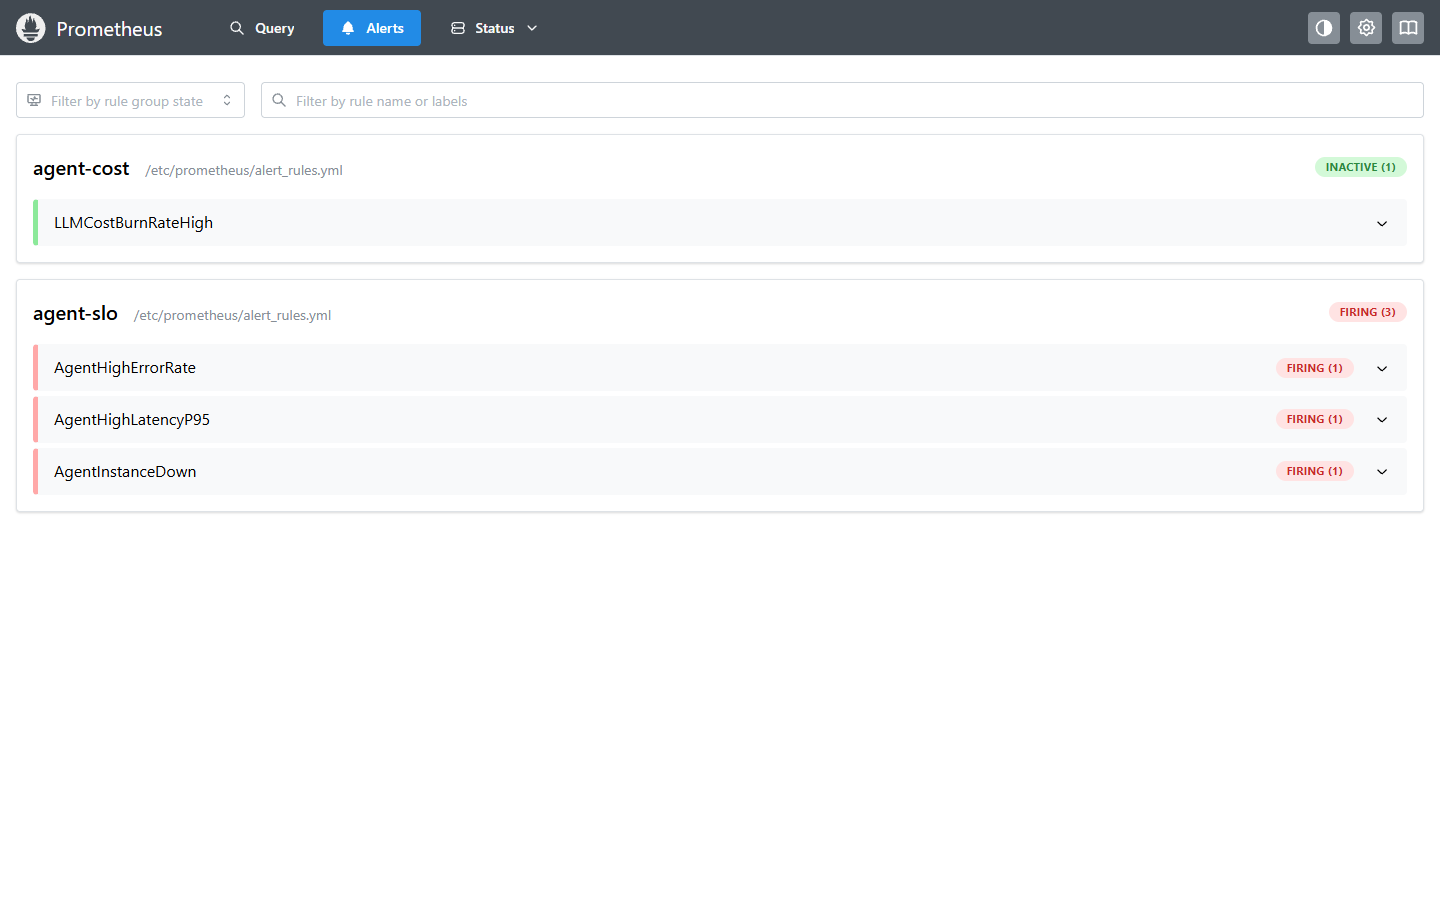 Prometheus Query Alerts Status
Filter by rule group state Filter by rule name or labels
agent-cost /etc/prometheus/alert_rules.yml INACTIVE (1)
LLMCostBurnRateHigh
agent-slo /etc/prometheus/alert_rules.yml FIRING (3)
AgentHighErrorRate FIRING (1)
AgentHighLatencyP95 FIRING (1)
AgentInstanceDown FIRING (1)